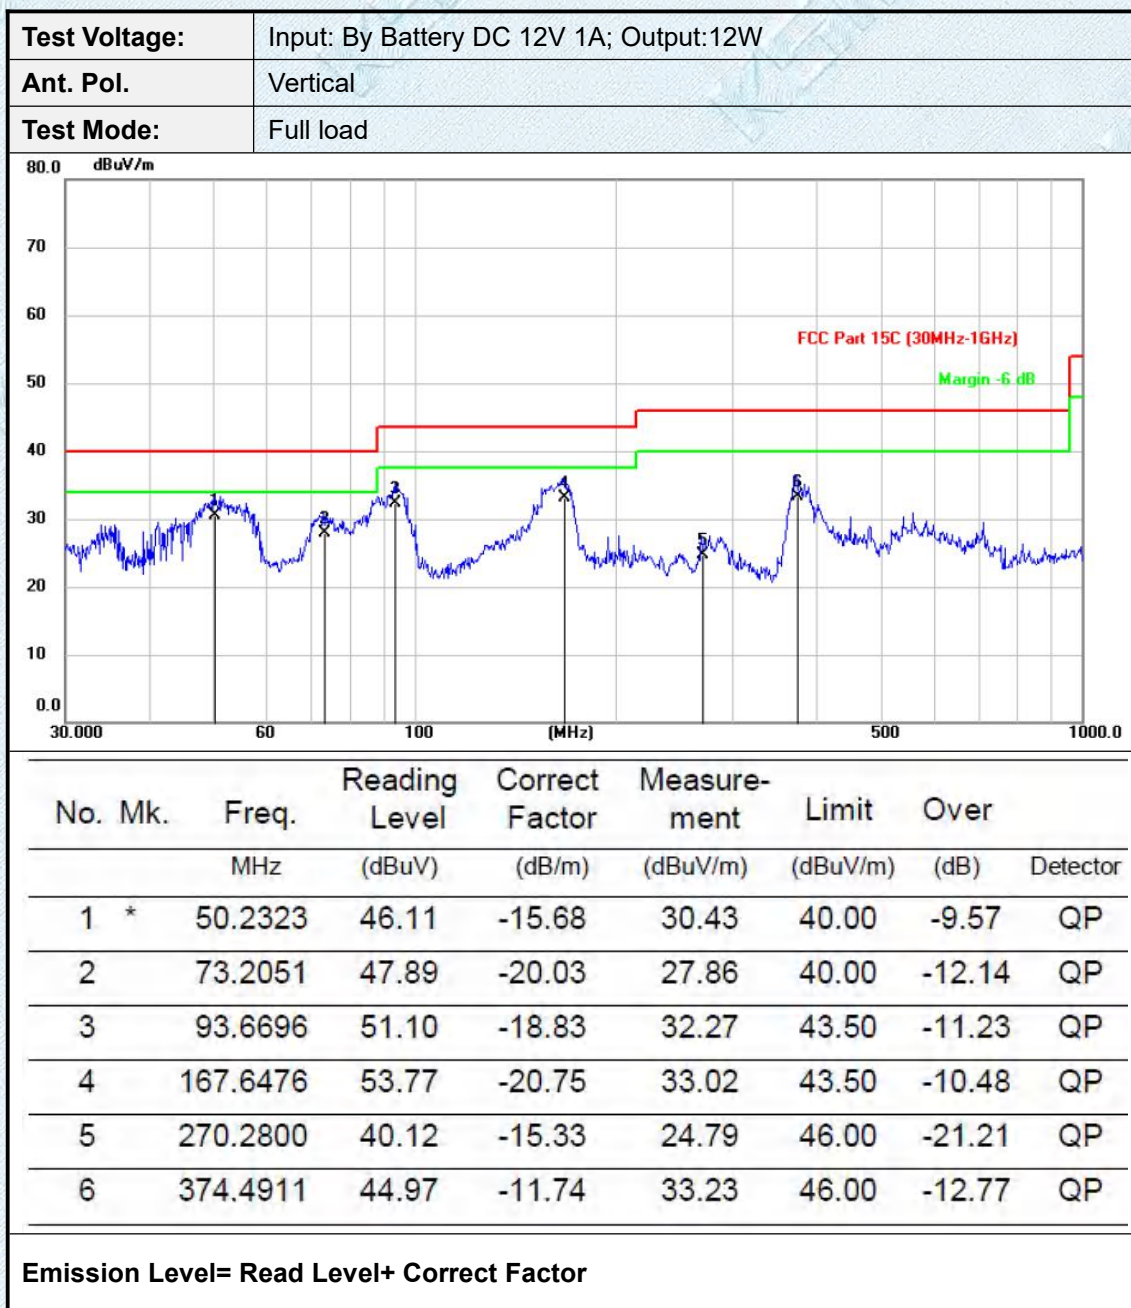 Test Voltage: Input: By Battery DC 12V 1A; Output:12W
Ant. Pol. Vertical
Test Mode: Full load
80.0 dBuV/m
70
60
FCC Part 15C (30MHz-1GHz)
50
Margin -6 dB
40
30
1 2 3 4 5 6
20
10
0.0
30.000 60 100 (MHz) 500 1000.0
No. Mk. Freq. Reading Level Correct Factor Measure-ment Limit Over
MHz (dBuV) (dB/m) (dBuV/m) (dBuV/m) (dB) Detector
1 * 50.2323 46.11 -15.68 30.43 40.00 -9.57 QP
2 73.2051 47.89 -20.03 27.86 40.00 -12.14 QP
3 93.6696 51.10 -18.83 32.27 43.50 -11.23 QP
4 167.6476 53.77 -20.75 33.02 43.50 -10.48 QP
5 270.2800 40.12 -15.33 24.79 46.00 -21.21 QP
6 374.4911 44.97 -11.74 33.23 46.00 -12.77 QP
Emission Level= Read Level+ Correct Factor